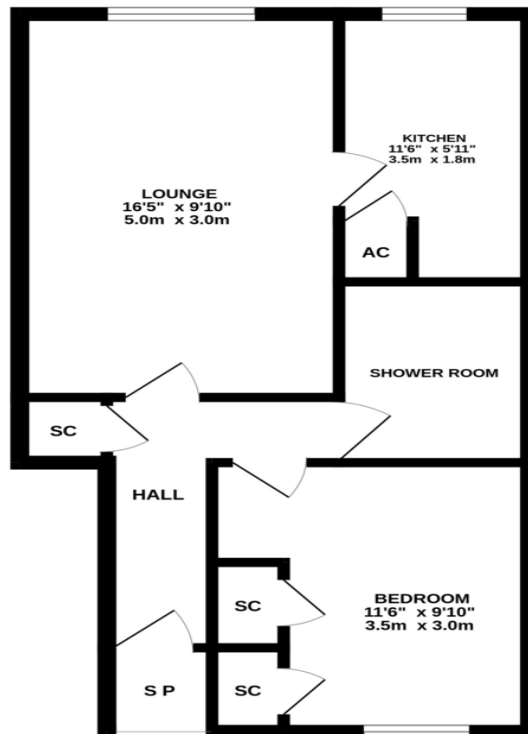 KITCHEN
11'6" x 5'11"
3.5m x 1.8m
LOUNGE
16'5" x 9'10"
5.0m x 3.0m
AC
SHOWER ROOM
SC
HALL
BEDROOM
11'6" x 9'10"
3.5m x 3.0m
SC
S P
SC